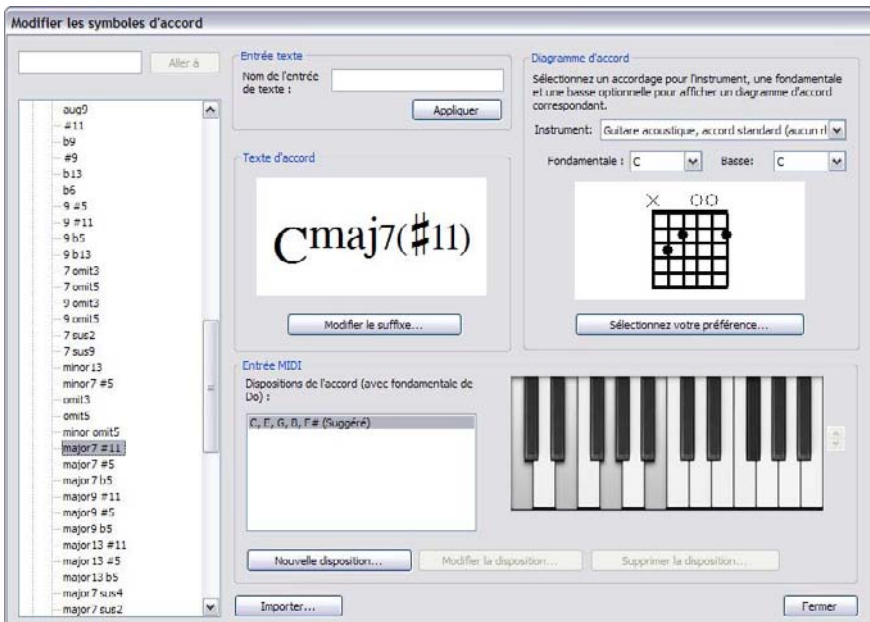 Modifier les symboles d'accord
Aller à
aug9
#11
b9
#9
b13
b6
9 #5
9 #11
9 b5
9 b13
7 omit3
7 omit5
9 omit3
9 omit5
7 sus2
7 sus9
minor13
minor7 #5
omit3
omit5
minor omit5
major7 #11
major7 #5
major7 b5
major9 #11
major9 #5
major9 b5
major13 #11
major13 #5
major13 b5
major7 sus4
major7 sus2
Entrée texte
Nom de l'entrée
de texte :
Appliquer
Texte d'accord
Cmaj7(♯11)
Modifier le suffixe...
Diagramme d'accord
Sélectionnez un accordage pour l'instrument, une fondamentale
et une basse optionnelle pour afficher un diagramme d'accord
correspondant.
Instrument: Guitare acoustique, accord standard (aucun rl
Fondamentale : C Basse: C
X OO
Sélectionnez votre préférence...
Entrée MIDI
Dispositions de l'accord (avec fondamentale de
Do) :
C, E, G, B, F# (Suggéré)
Nouvelle disposition... Modifier la disposition... Supprimer la disposition...
Importer... Fermer